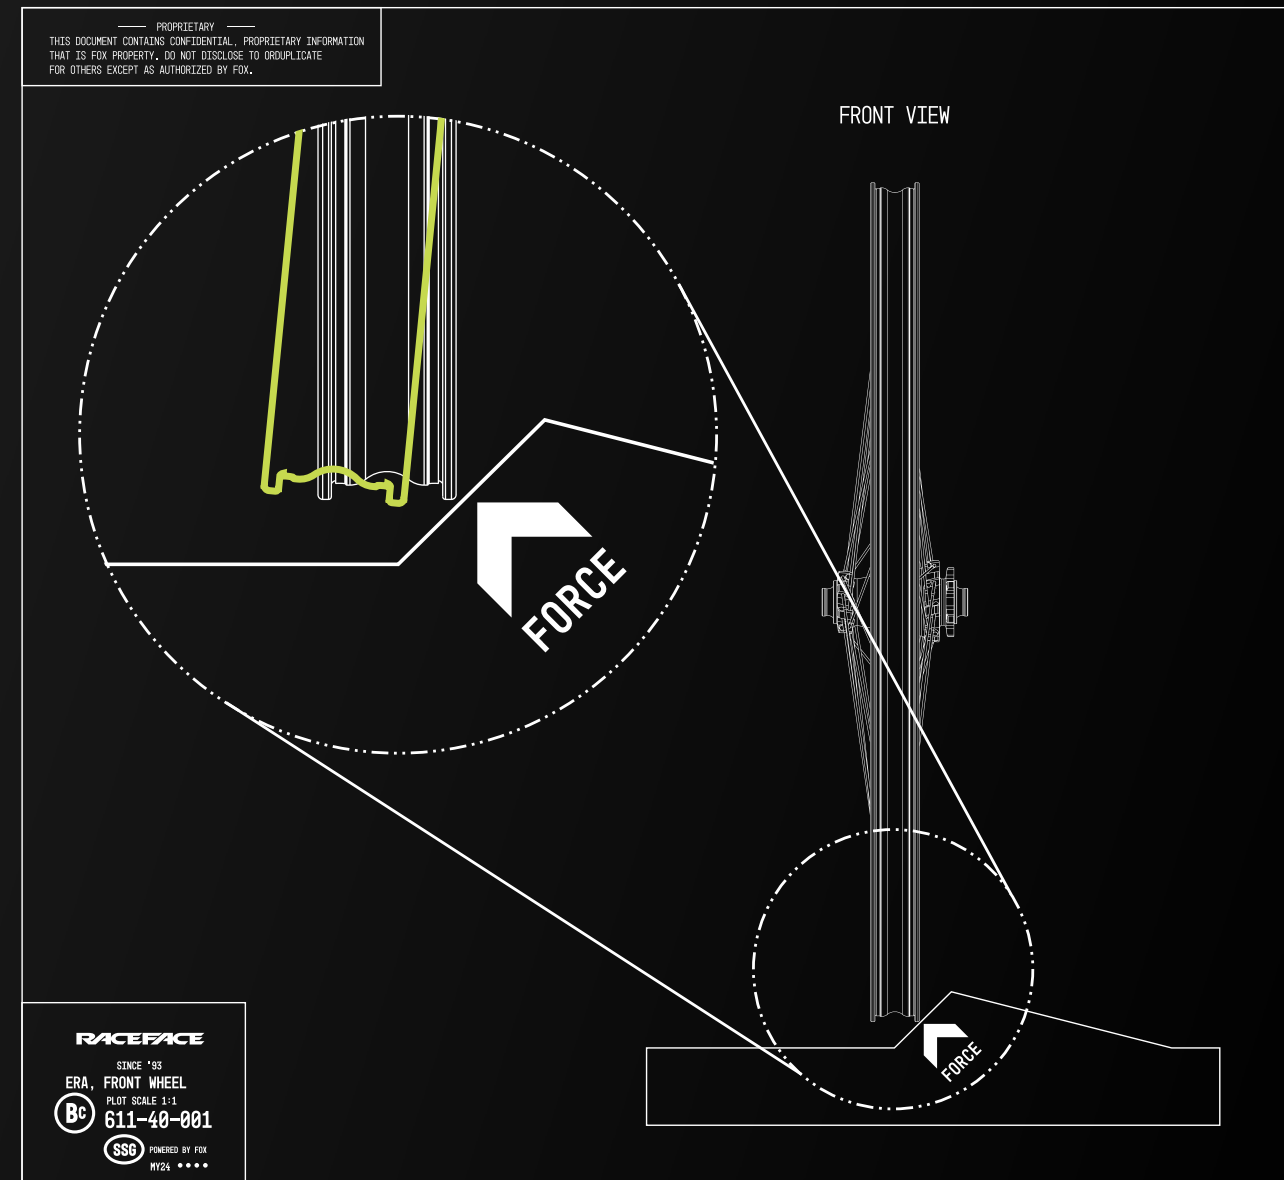 PROPRIETARY
THIS DOCUMENT CONTAINS CONFIDENTIAL, PROPRIETARY INFORMATION
THAT IS FOX PROPERTY. DO NOT DISCLOSE TO ORDUPLICATE
FOR OTHERS EXCEPT AS AUTHORIZED BY FOX.
FRONT VIEW
FORCE
FORCE
RACEFACE
SINCE '93
ERA, FRONT WHEEL
PLOT SCALE 1:1
BC 611-40-001
SSG POWERED BY FOX
MY24 ••••